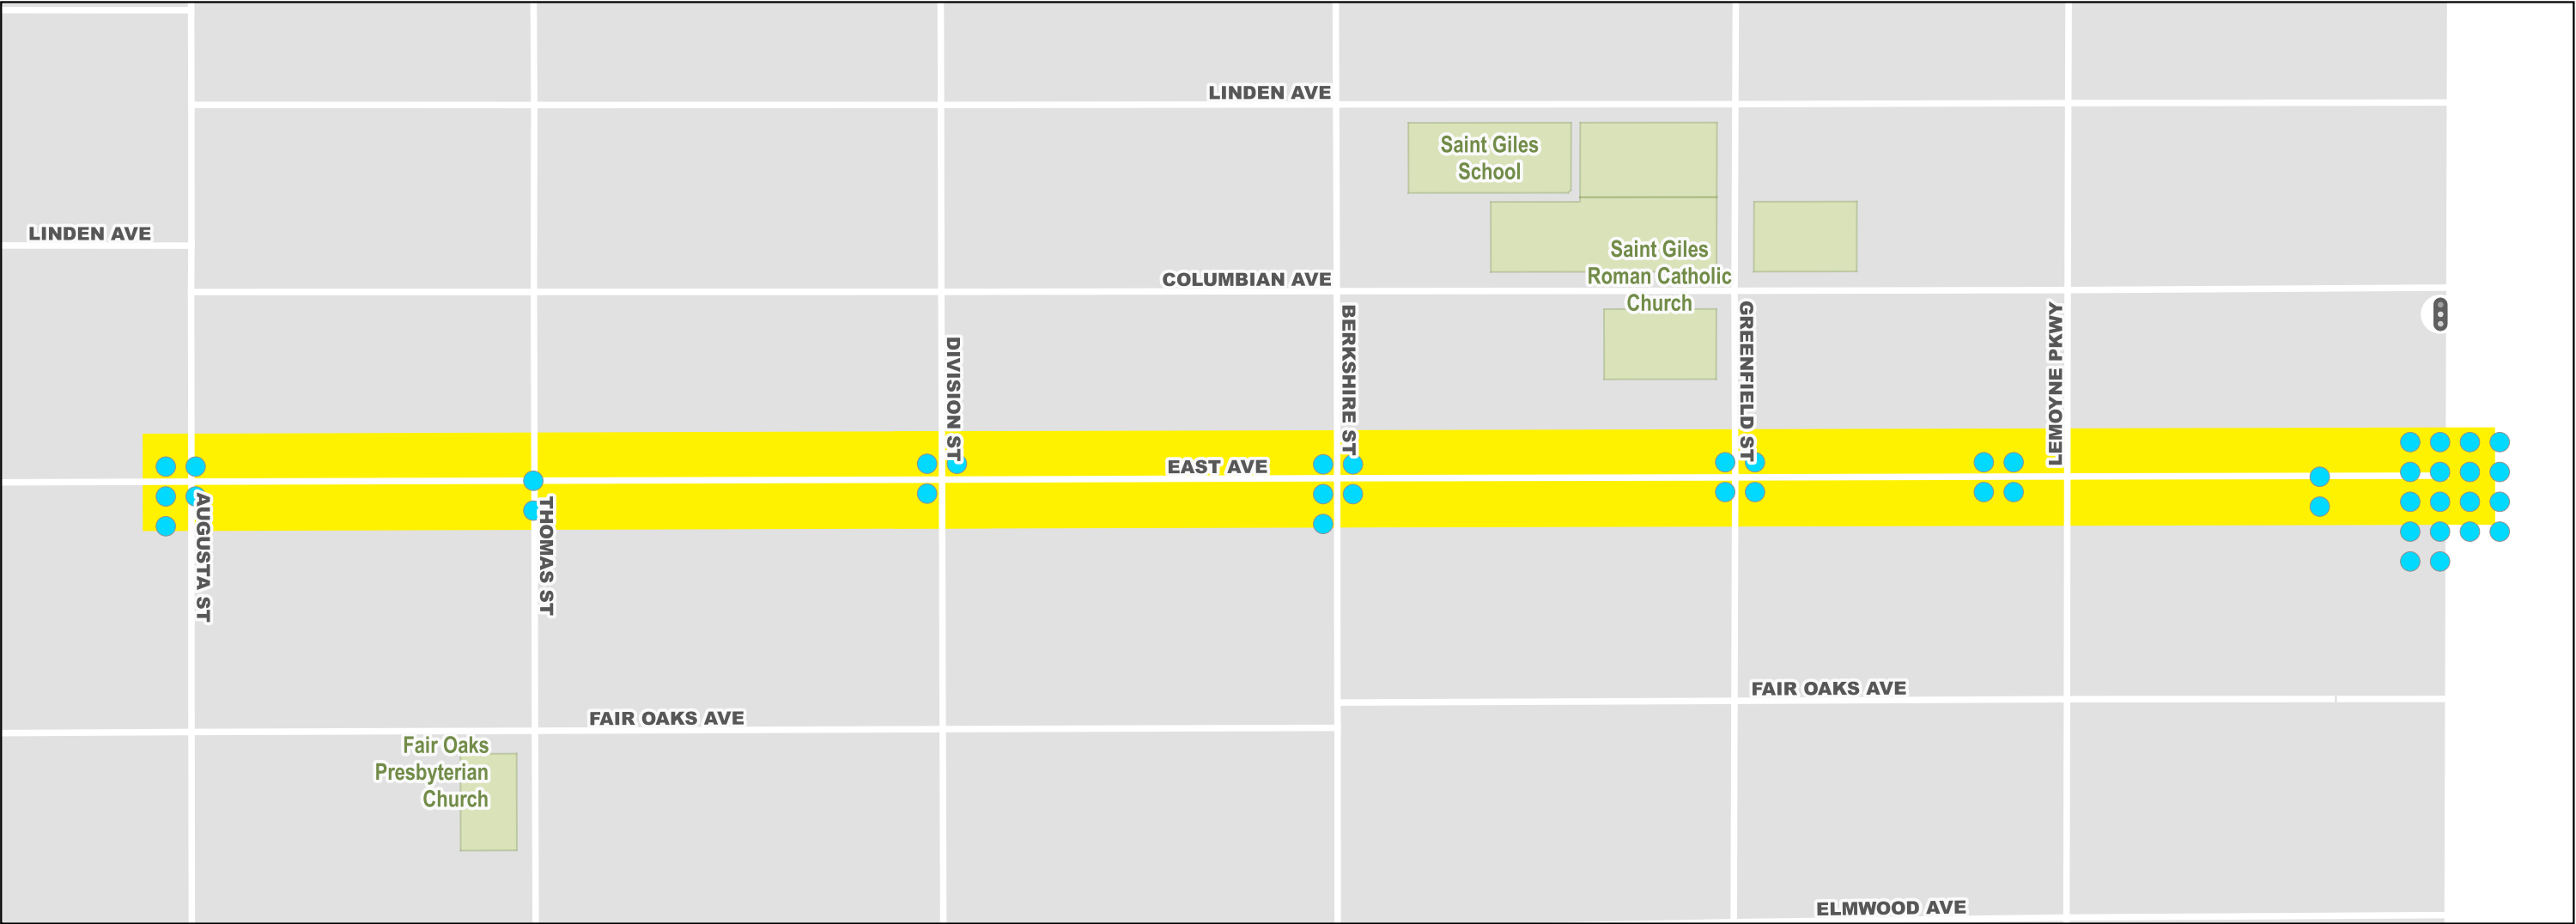 LINDEN AVE
Saint Giles
School
LINDEN AVE
Saint Giles
Roman Catholic
Church
COLUMBIAN AVE
BERKSHIRE ST
GREENFIELD ST
LEMOYNE PKWY
DIVISION ST
EAST AVE
AUGUSTA ST
THOMAS ST
FAIR OAKS AVE
FAIR OAKS AVE
Fair Oaks
Presbyterian
Church
ELMWOOD AVE